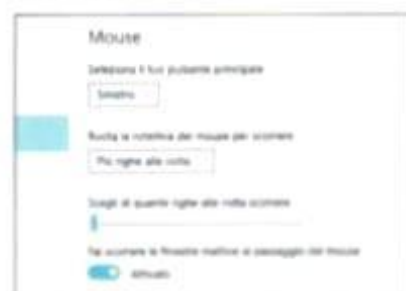 Mouse
Seleziona il tuo pulsante principale
Sinistro
Ruota la rotellina del mouse per scorrere
Più righe alla volta
Scegli di quante righe alla volta scorrere
Fai scorrere le finestre inattive al passaggio del mouse
Attivato